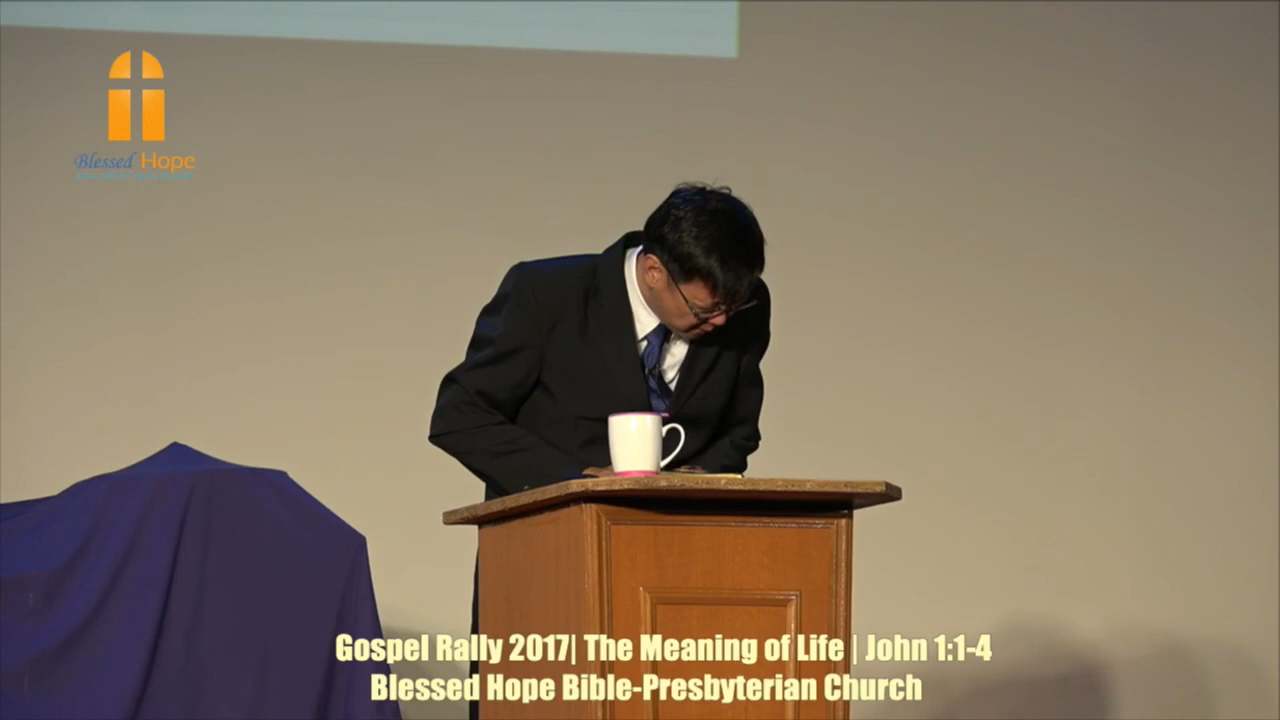 Blessed Hope
Gospel Rally 2017| The Meaning of Life | John 1:1-4
Blessed Hope Bible-Presbyterian Church